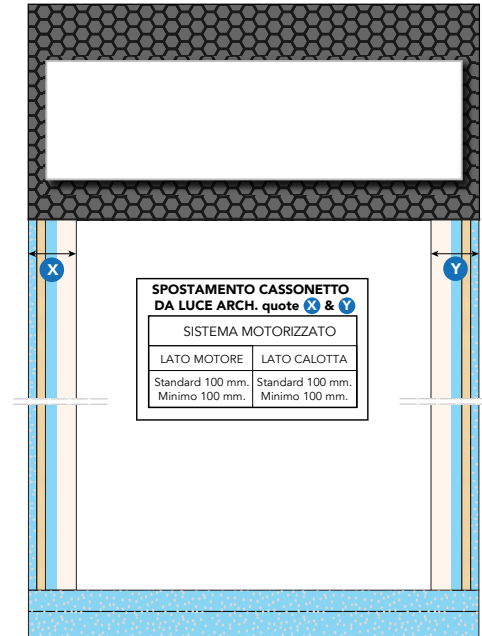 X
Y
SPOSTAMENTO CASSONETTO
DA LUCE ARCH. quote X & Y
SISTEMA MOTORIZZATO
LATO MOTORE LATO CALOTTA
Standard 100 mm. Standard 100 mm.
Minimo 100 mm. Minimo 100 mm.